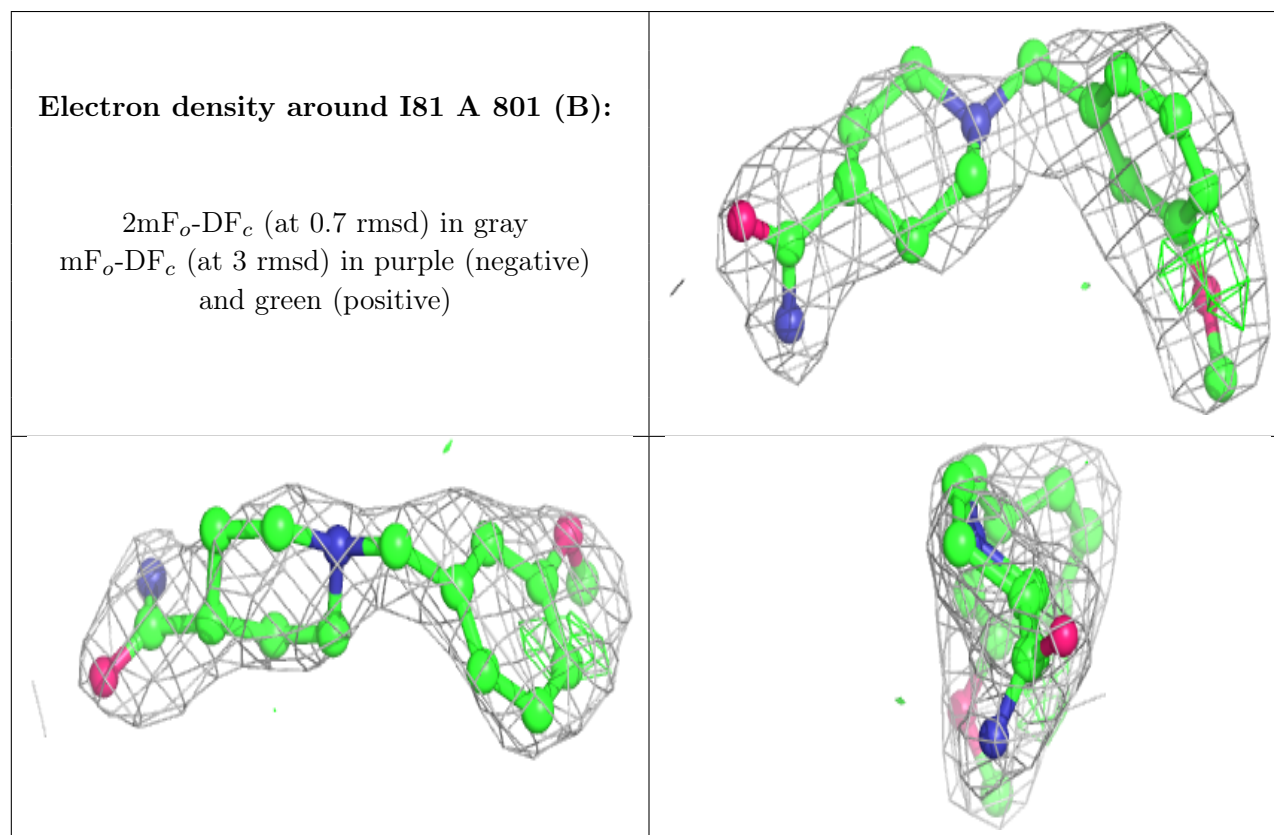 Electron density around I81 A 801 (B):
2mFo-DFc (at 0.7 rmsd) in gray
mFo-DFc (at 3 rmsd) in purple (negative)
and green (positive)